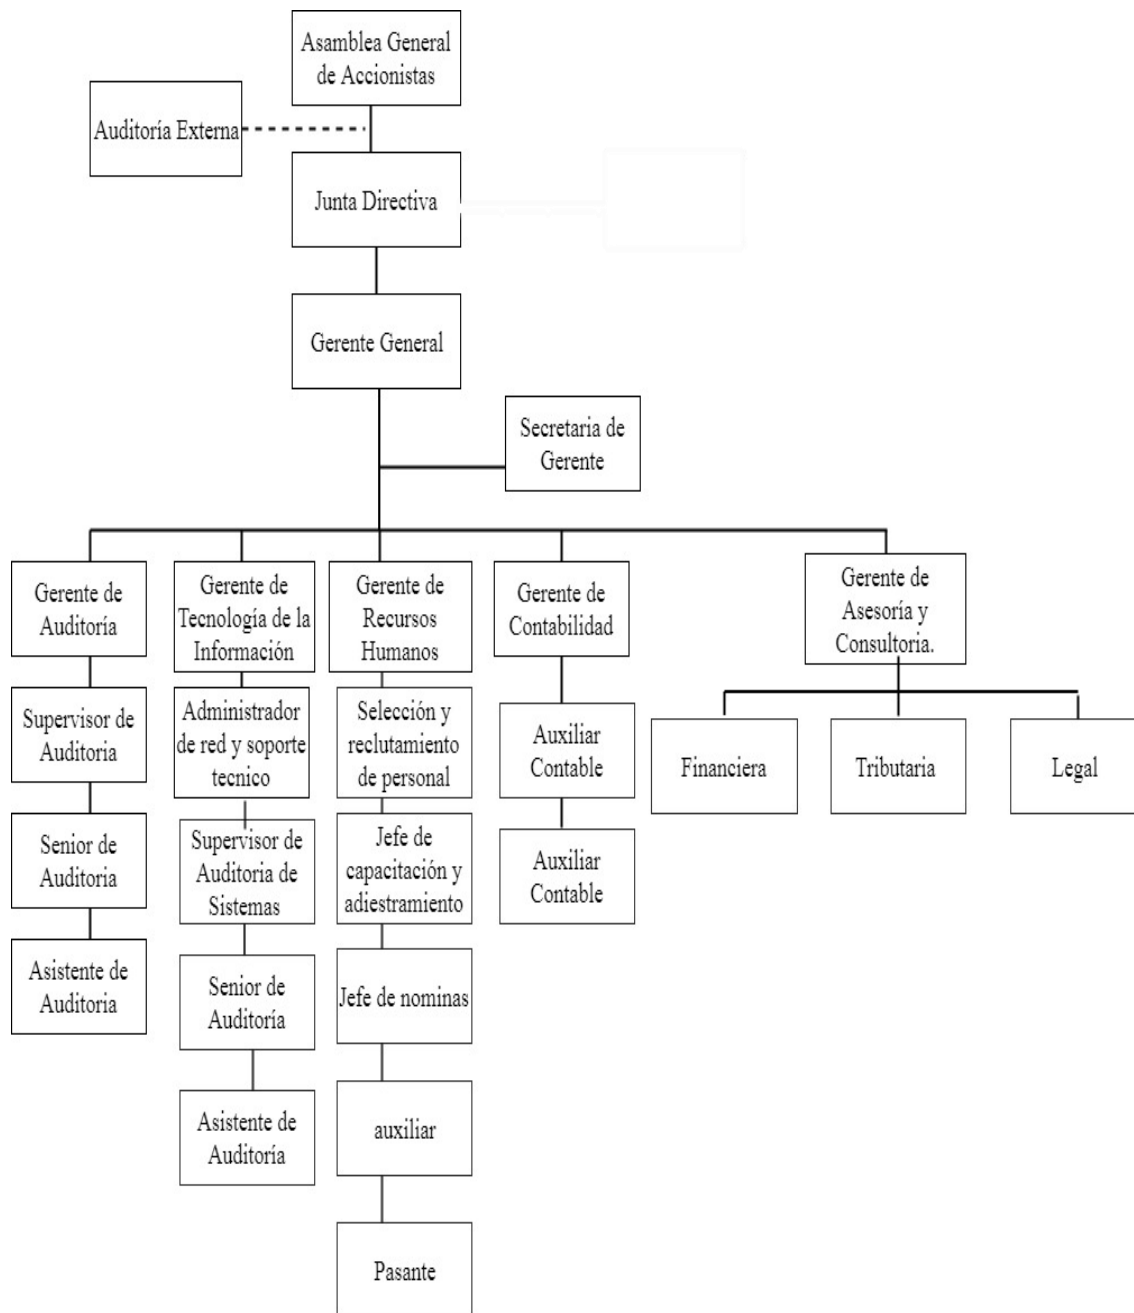 Asamblea General
de Accionistas
Auditoría Externa
Junta Directiva
Gerente General
Secretaria de
Gerente
Gerente de
Auditoría
Gerente de
Tecnología de la
Información
Gerente de
Recursos
Humanos
Gerente de
Contabilidad
Gerente de
Asesoría y
Consultoria.
Supervisor de
Auditoria
Administrador
de red y soporte
tecnico
Selección y
reclutamiento
de personal
Auxiliar
Contable
Financiera
Tributaria
Legal
Senior de
Auditoria
Supervisor de
Auditoria de
Sistemas
Jefe de
capacitación y
adiestramiento
Auxiliar
Contable
Asistente de
Auditoria
Senior de
Auditoría
Jefe de nominas
Asistente de
Auditoría
auxiliar
Pasante